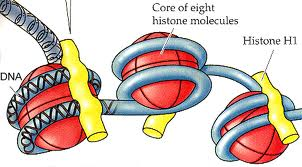 Core of eight
histone molecules
Histone H1
DNA